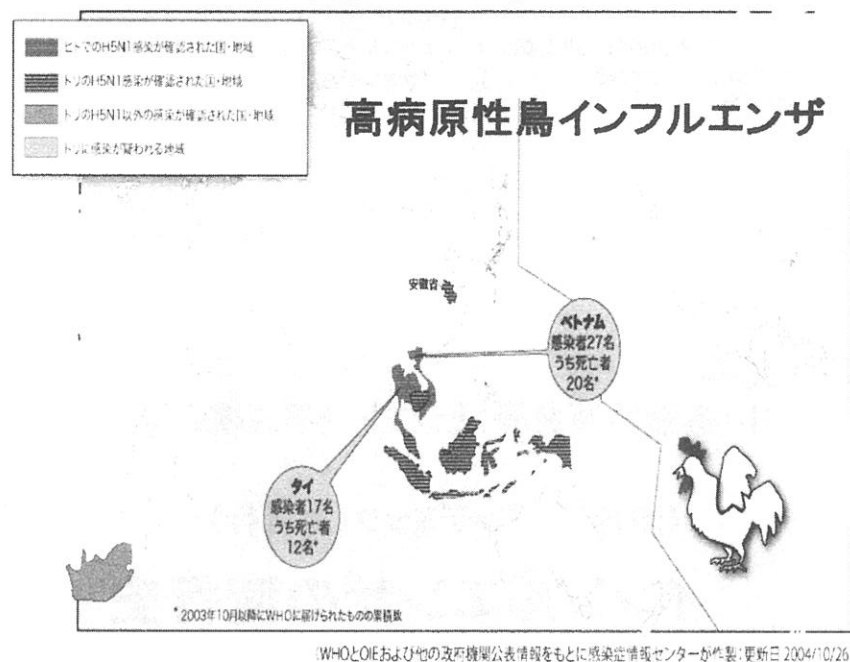 ヒトでのH5N1感染が確認された国・地域
トリのH5N1感染が確認された国・地域
トリのH5N1以外の感染が確認された国・地域
トリに感染が疑われる地域
高病原性鳥インフルエンザ
安徽省
ベトナム
感染者27名
うち死亡者
20名*
タイ
感染者17名
うち死亡者
12名*
* 2003年10月以降にWHOに届けられたものの累積数
(WHOとOIEおよび他の政府機関公表情報をもとに感染症情報センターが作製:更新日 2004/10/26